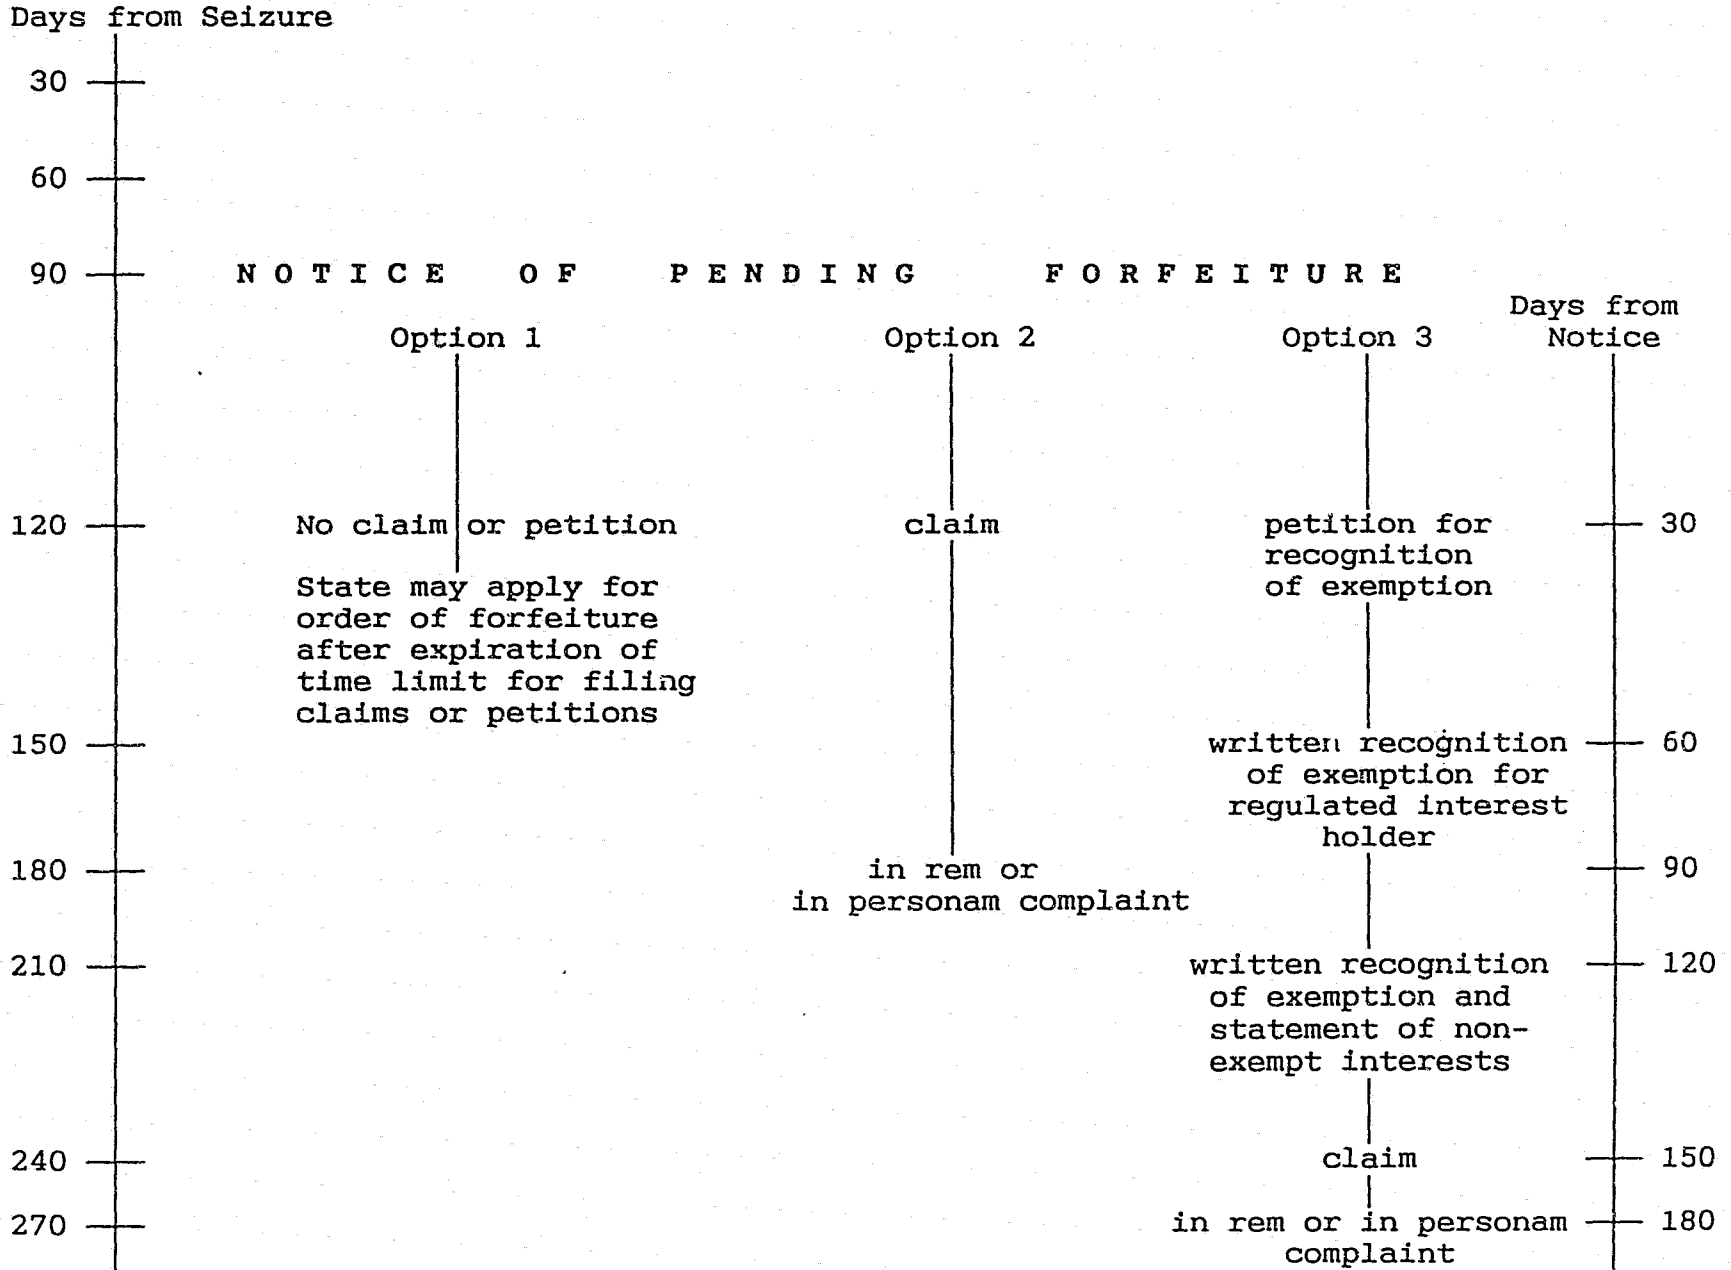 Days from Seizure
30
60
90
N O T I C E O F P E N D I N G F O R F E I T U R E
Days from
Notice
Option 1
Option 2
Option 3
120
No claim or petition
claim
petition for
recognition
of exemption
30
State may apply for
order of forfeiture
after expiration of
time limit for filing
claims or petitions
150
written recognition
of exemption for
regulated interest
holder
60
180
in rem or
in personam complaint
90
210
written recognition
of exemption and
statement of non-
exempt interests
120
240
claim
150
270
in rem or in personam
complaint
180